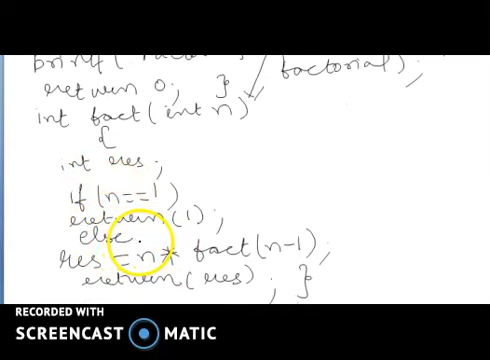 printf(
factorial);
return 0; }
int fact(int n)
{
int res;
if (n==1)
return(1);
else.
res = n* fact(n-1);
return(res); }
RECORDED WITH
SCREENCAST MATIC